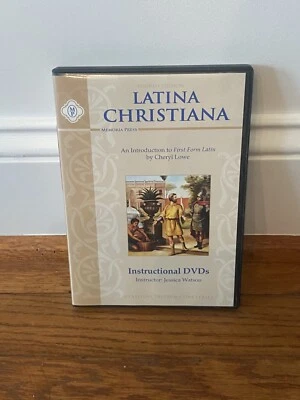 LATINA
CHRISTIANA
MEMORIA PRESS
An Introduction to First Form Latin
by Cheryl Lowe
Instructional DVDs
Instructor: Jessica Watson